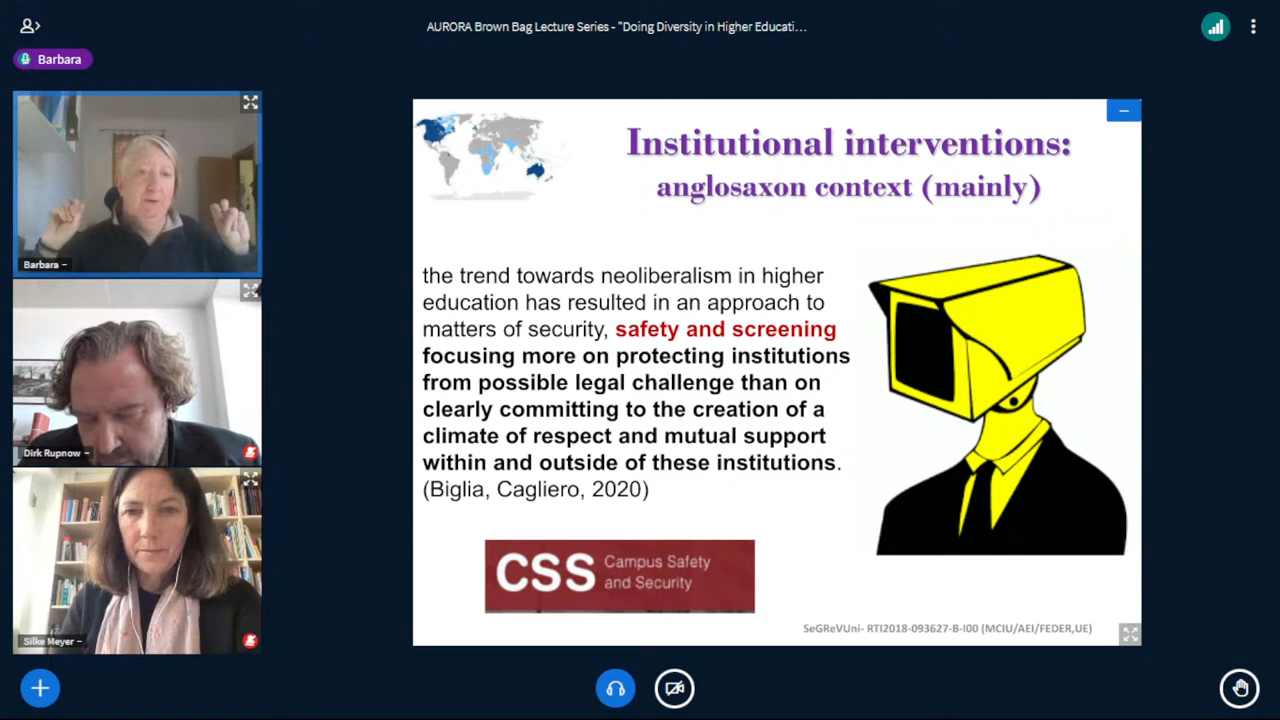 AURORA Brown Bag Lecture Series - "Doing Diversity in Higher Educati...
Barbara
Barbara
Dirk Rupnow
Silke Meyer
Institutional interventions:
anglosaxon context (mainly)
the trend towards neoliberalism in higher
education has resulted in an approach to
matters of security, safety and screening
focusing more on protecting institutions
from possible legal challenge than on
clearly committing to the creation of a
climate of respect and mutual support
within and outside of these institutions.
(Biglia, Cagliero, 2020)
CSS Campus Safety
and Security
SeGReVUni- RTI2018-093627-B-I00 (MCIU/AEI/FEDER,UE)